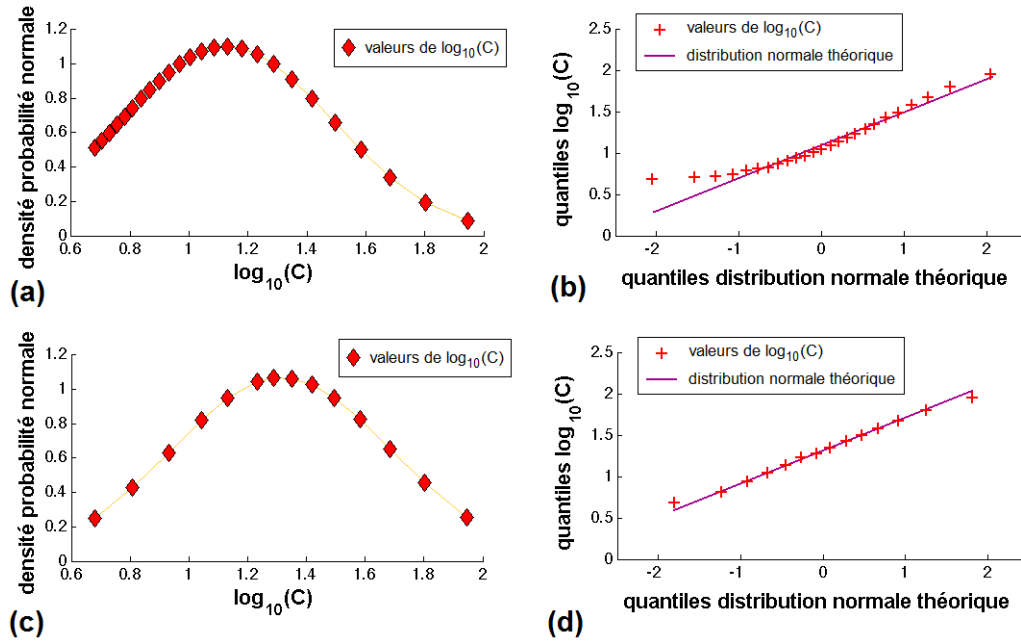 densité probabilité normale
1.2
1.0
0.8
0.6
0.4
0.2
0
0.6
0.8
1
1.2
1.4
1.6
1.8
2
log10(C)
valeurs de log10(C)
(a)
quantiles log10(C)
2.5
2
1.5
1.0
0.5
0
-2
-1
0
1
2
quantiles distribution normale théorique
valeurs de log10(C)
distribution normale théorique
(b)
densité probabilité normale
1.2
1
0.8
0.6
0.4
0.2
0
0.6
0.8
1
1.2
1.4
1.6
1.8
2
log10(C)
valeurs de log10(C)
(c)
quantiles log10(C)
2.5
2
1.5
1.0
0.5
0
-2
-1
0
1
2
quantiles distribution normale théorique
valeurs de log10(C)
distribution normale théorique
(d)